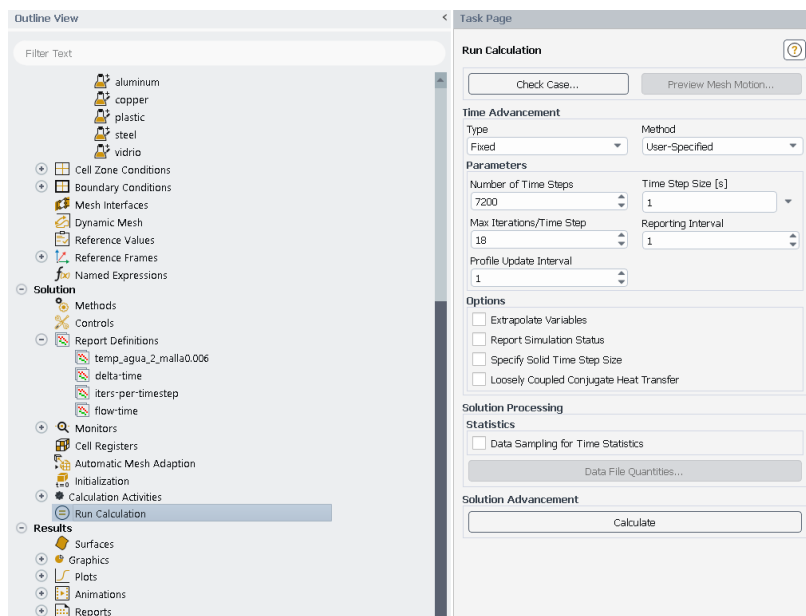 Outline View
Filter Text
aluminum
copper
plastic
steel
vidrio
Cell Zone Conditions
Boundary Conditions
Mesh Interfaces
Dynamic Mesh
Reference Values
Reference Frames
Named Expressions
Solution
Methods
Controls
Report Definitions
temp_agua_2_malla0.006
delta-time
iters-per-timestep
flow-time
Monitors
Cell Registers
Automatic Mesh Adaption
Initialization
Calculation Activities
Run Calculation
Results
Surfaces
Graphics
Plots
Animations
Reports
Task Page
Run Calculation
Check Case... Preview Mesh Motion...
Time Advancement
Type Method
Fixed User-Specified
Parameters
Number of Time Steps Time Step Size [s]
7200 1
Max Iterations/Time Step Reporting Interval
18 1
Profile Update Interval
1
Options
Extrapolate Variables
Report Simulation Status
Specify Solid Time Step Size
Loosely Coupled Conjugate Heat Transfer
Solution Processing
Statistics
Data Sampling for Time Statistics
Data File Quantities...
Solution Advancement
Calculate